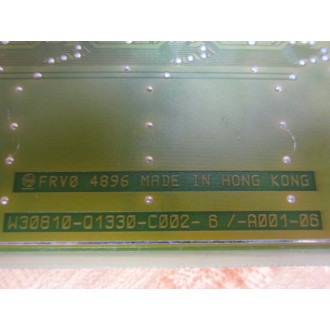 FRV0 4896 MADE IN HONG KONG
W30810-Q1330-C002- 6 /-A001-06